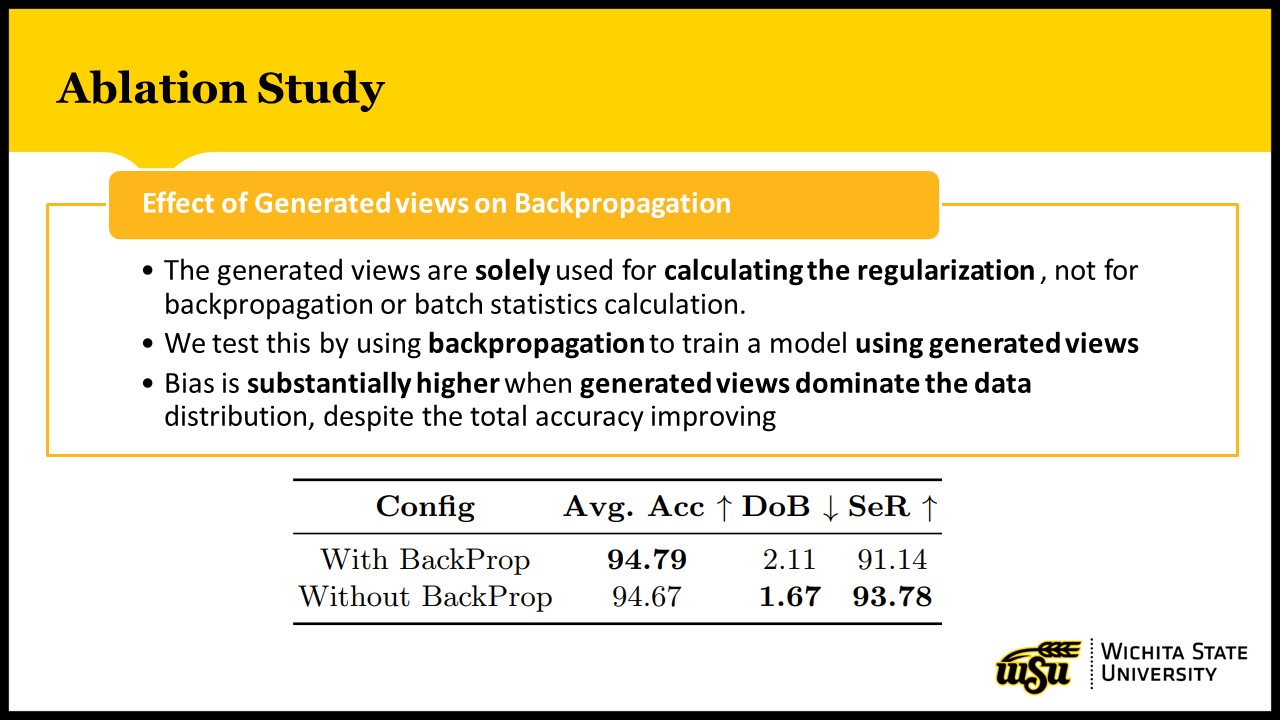 Ablation Study
Effect of Generated views on Backpropagation
• The generated views are solely used for calculating the regularization , not for
backpropagation or batch statistics calculation.
• We test this by using backpropagation to train a model using generated views
• Bias is substantially higher when generated views dominate the data
distribution, despite the total accuracy improving
Config Avg. Acc ↑ DoB ↓ SeR ↑
With BackProp 94.79 2.11 91.14
Without BackProp 94.67 1.67 93.78
WSU
WICHITA STATE
UNIVERSITY